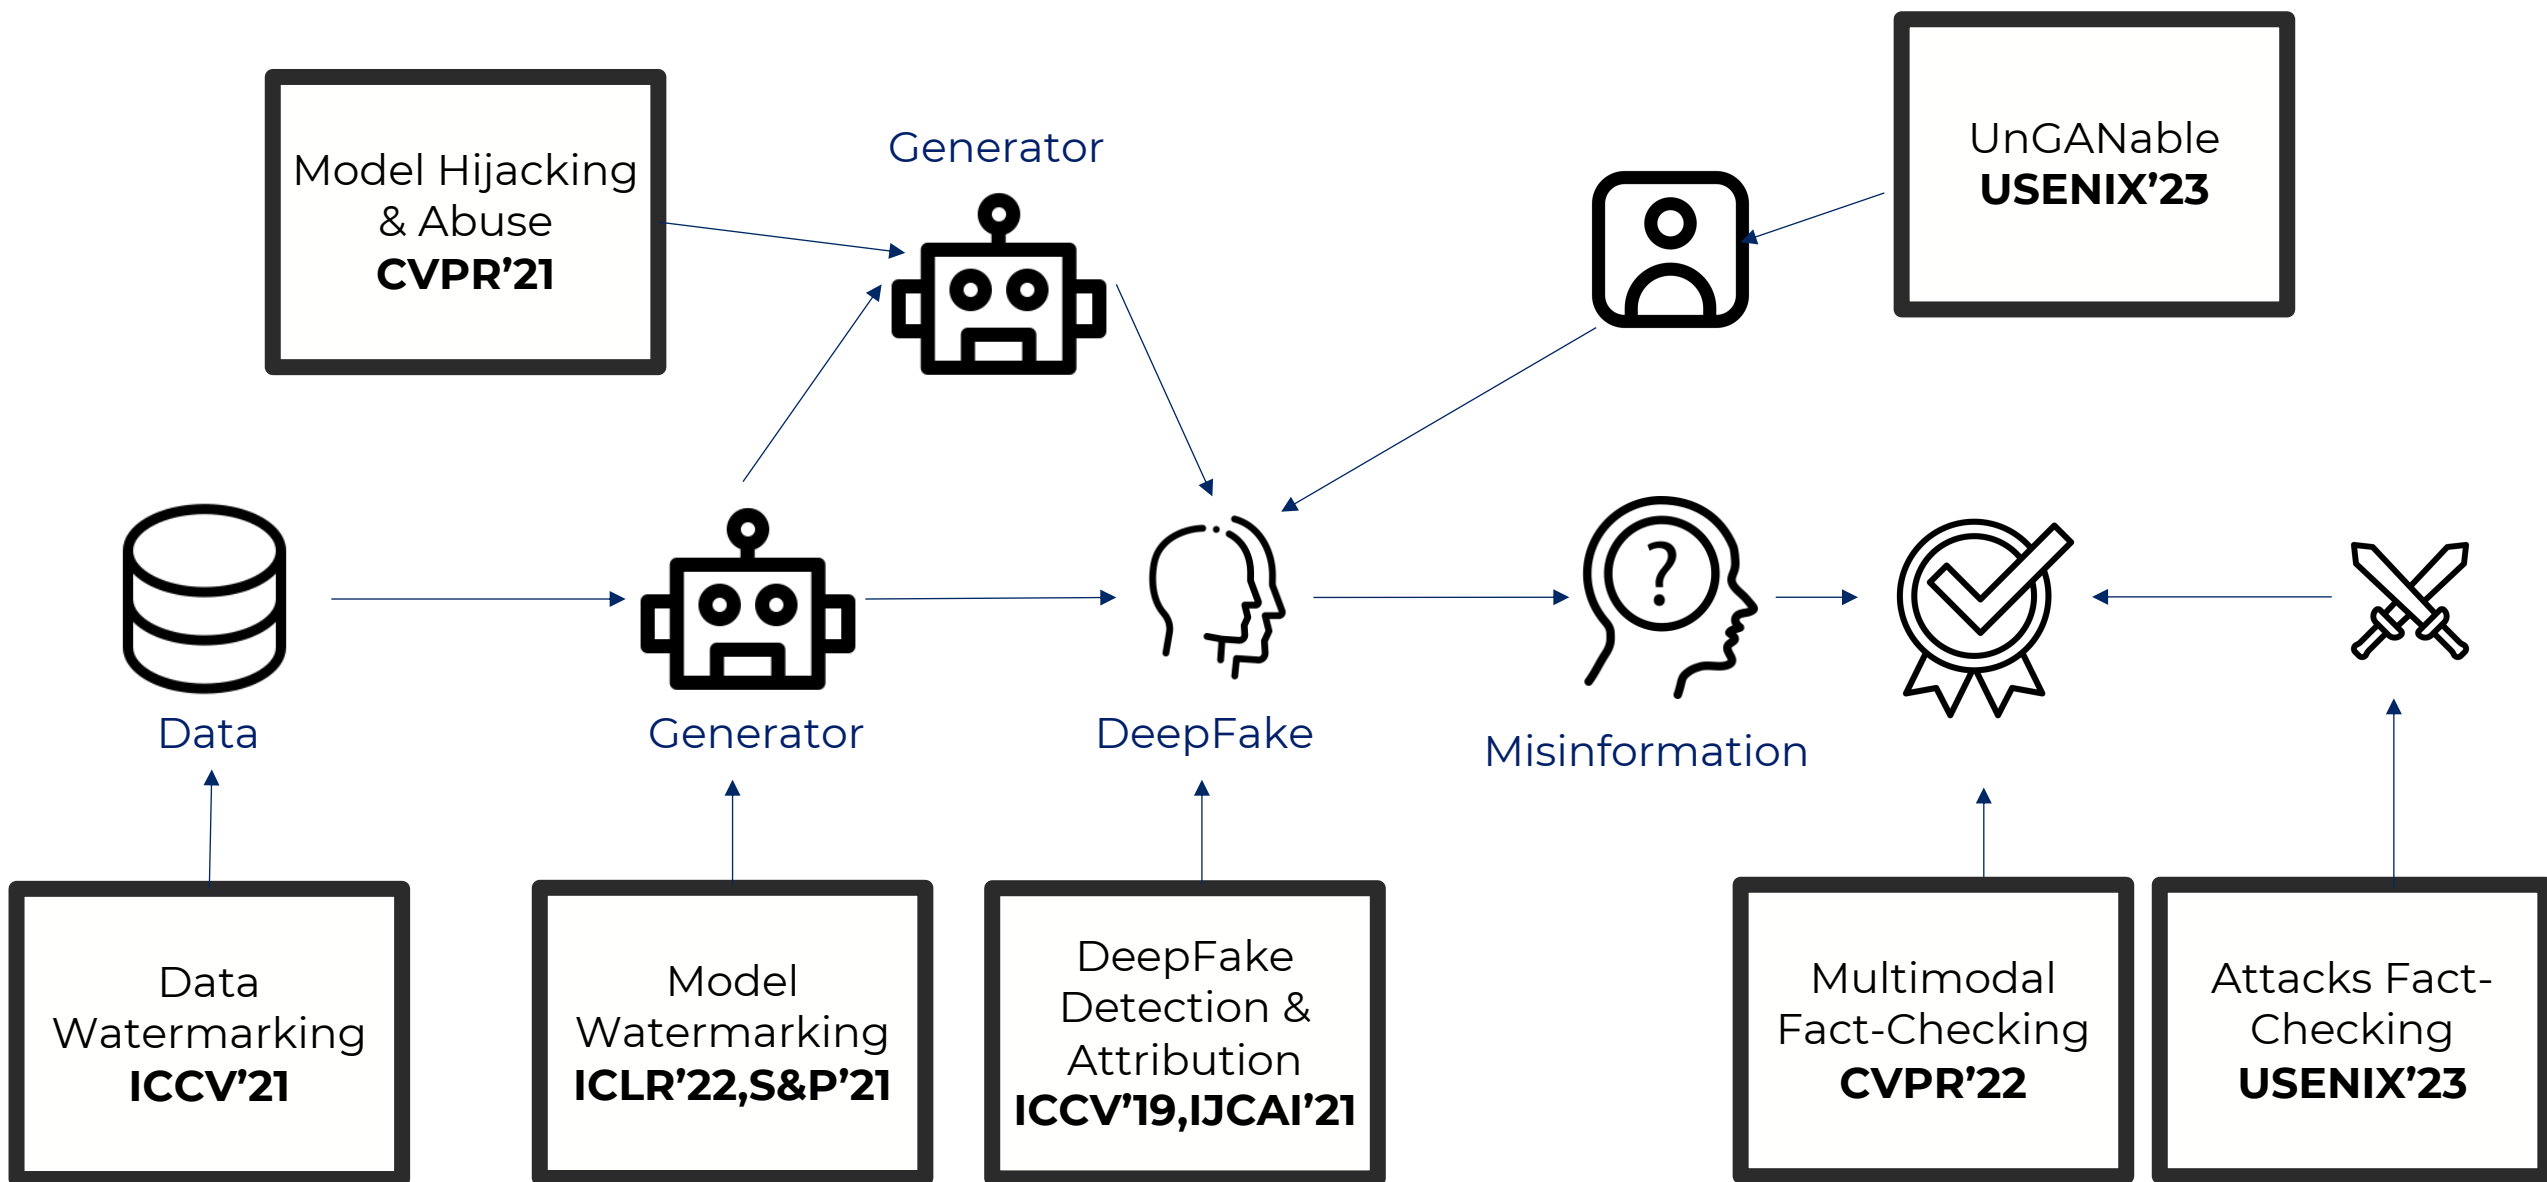 Model Hijacking
& Abuse
CVPR’21
Generator
UnGANable
USENIX’23
?
Data
Generator
DeepFake
Misinformation
Data
Watermarking
ICCV’21
Model
Watermarking
ICLR’22,S&P’21
DeepFake
Detection &
Attribution
ICCV’19,IJCAI’21
Multimodal
Fact-Checking
CVPR’22
Attacks Fact-
Checking
USENIX’23